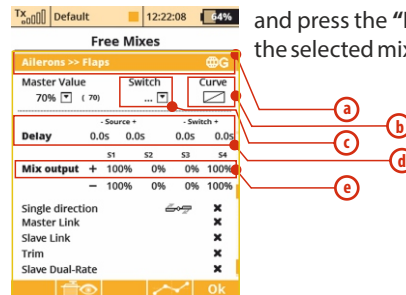 Tx Default 12:22:08 64%
Free Mixes
Ailerons >> Flaps G
Master Value Switch Curve
70% ( 70) ...
- Source + - Switch +
Delay 0.0s 0.0s 0.0s 0.0s
S1 S2 S3 S4
Mix output + 100% 0% 0% 100%
− 100% 0% 0% 100%
Single direction
Master Link
Slave Link
Trim
Slave Dual-Rate
Ok
and press the "
the selected mi
a
b
c
d
e